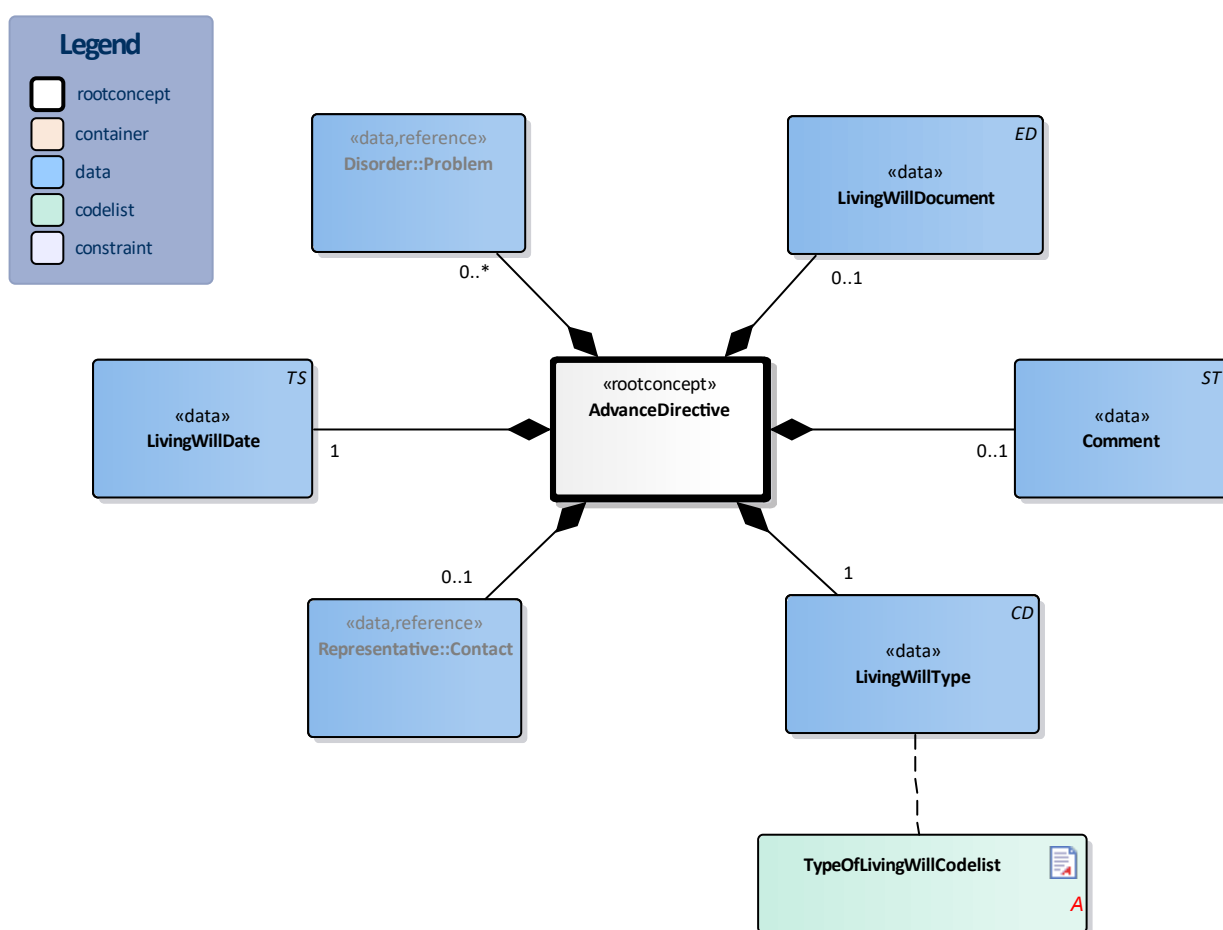 Legend
rootconcept
container
data
codelist
constraint
«data,reference»
Disorder::Problem
0..*
ED
«data»
LivingWillDocument
0..1
TS
«data»
LivingWillDate
1
«rootconcept»
AdvanceDirective
ST
«data»
Comment
0..1
0..1
«data,reference»
Representative::Contact
1
CD
«data»
LivingWillType
TypeOfLivingWillCodelist
A